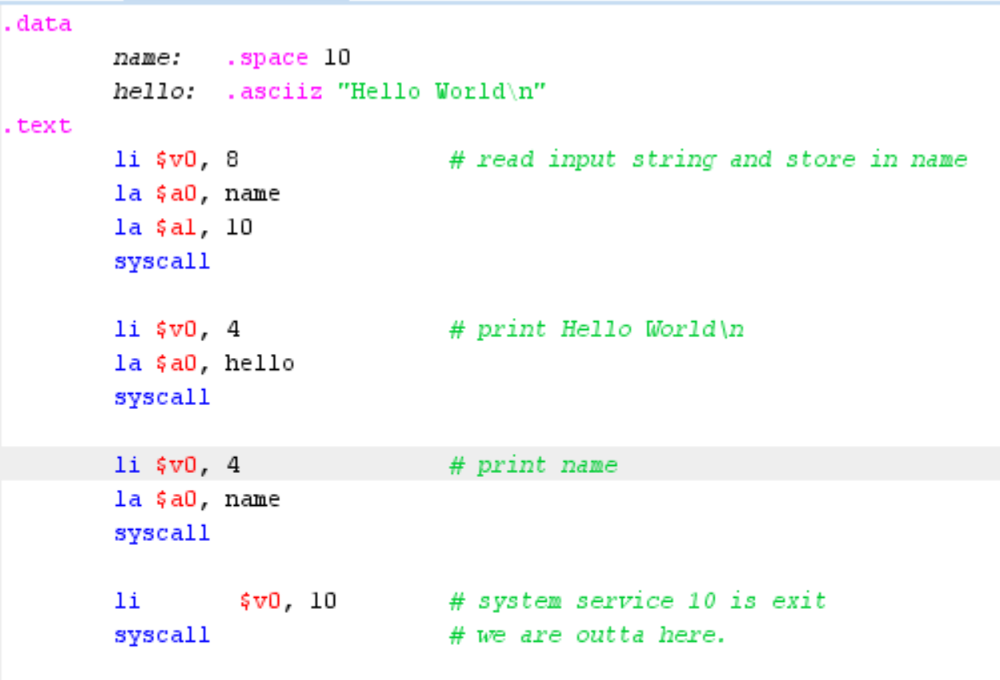 .data
name: .space 10
hello: .asciiz "Hello World\n"
.text
li $v0, 8 # read input string and store in name
la $a0, name
la $a1, 10
syscall
li $v0, 4 # print Hello World\n
la $a0, hello
syscall
li $v0, 4 # print name
la $a0, name
syscall
li $v0, 10 # system service 10 is exit
syscall # we are outta here.